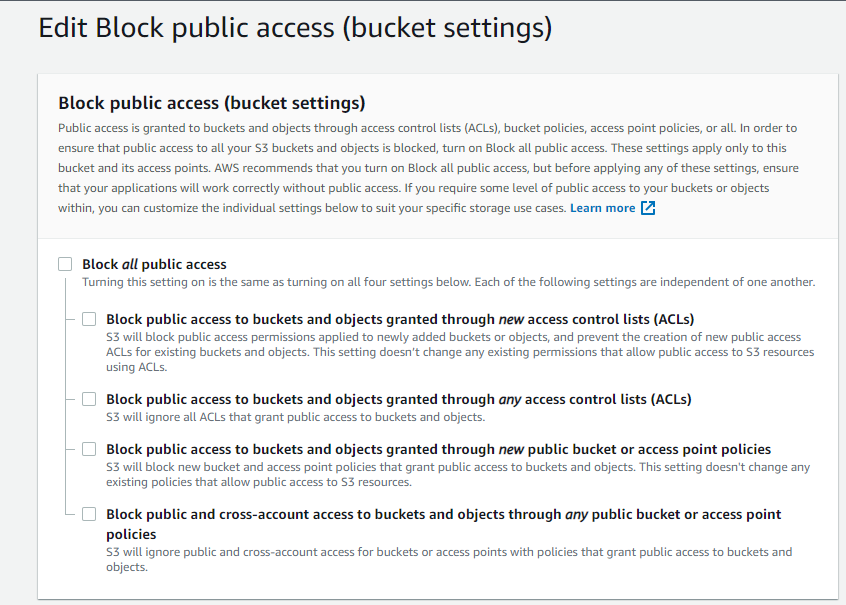 Edit Block public access (bucket settings)
Block public access (bucket settings)
Public access is granted to buckets and objects through access control lists (ACLs), bucket policies, access point policies, or all. In order to
ensure that public access to all your S3 buckets and objects is blocked, turn on Block all public access. These settings apply only to this
bucket and its access points. AWS recommends that you turn on Block all public access, but before applying any of these settings, ensure
that your applications will work correctly without public access. If you require some level of public access to your buckets or objects
within, you can customize the individual settings below to suit your specific storage use cases. Learn more
Block all public access
Turning this setting on is the same as turning on all four settings below. Each of the following settings are independent of one another.
Block public access to buckets and objects granted through new access control lists (ACLs)
S3 will block public access permissions applied to newly added buckets or objects, and prevent the creation of new public access
ACLs for existing buckets and objects. This setting doesn’t change any existing permissions that allow public access to S3 resources
using ACLs.
Block public access to buckets and objects granted through any access control lists (ACLs)
S3 will ignore all ACLs that grant public access to buckets and objects.
Block public access to buckets and objects granted through new public bucket or access point policies
S3 will block new bucket and access point policies that grant public access to buckets and objects. This setting doesn't change any
existing policies that allow public access to S3 resources.
Block public and cross-account access to buckets and objects through any public bucket or access point
policies
S3 will ignore public and cross-account access for buckets or access points with policies that grant public access to buckets and
objects.